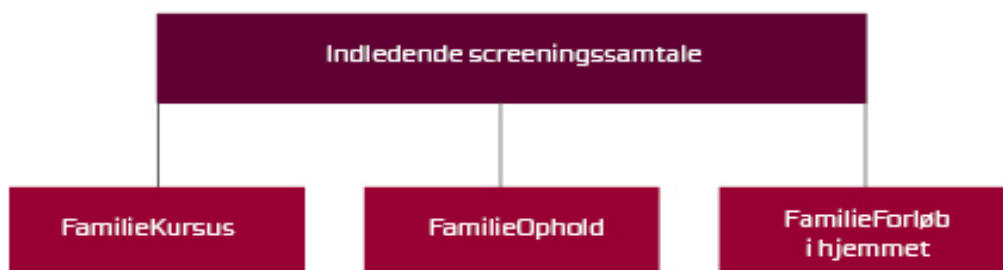 Indledende screeningssamtale
FamilieKursus
FamilieOphold
FamilieForløb
i hjemmet